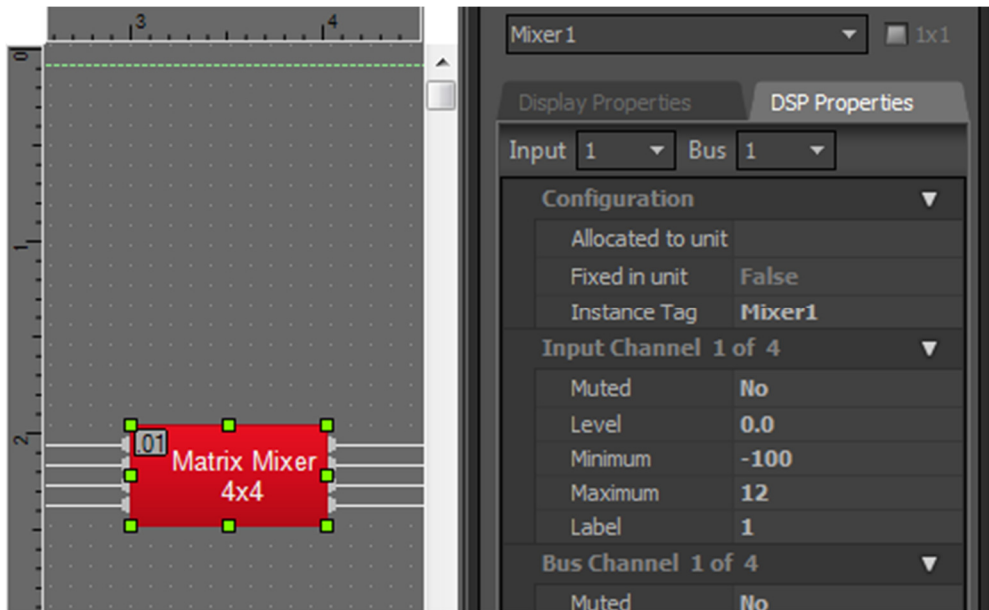 3 4
0
1
2
.01
Matrix Mixer
4x4
Mixer1 1x1
Display Properties DSP Properties
Input 1 Bus 1
Configuration
Allocated to unit
Fixed in unit False
Instance Tag Mixer1
Input Channel 1 of 4
Muted No
Level 0.0
Minimum -100
Maximum 12
Label 1
Bus Channel 1 of 4
Muted No